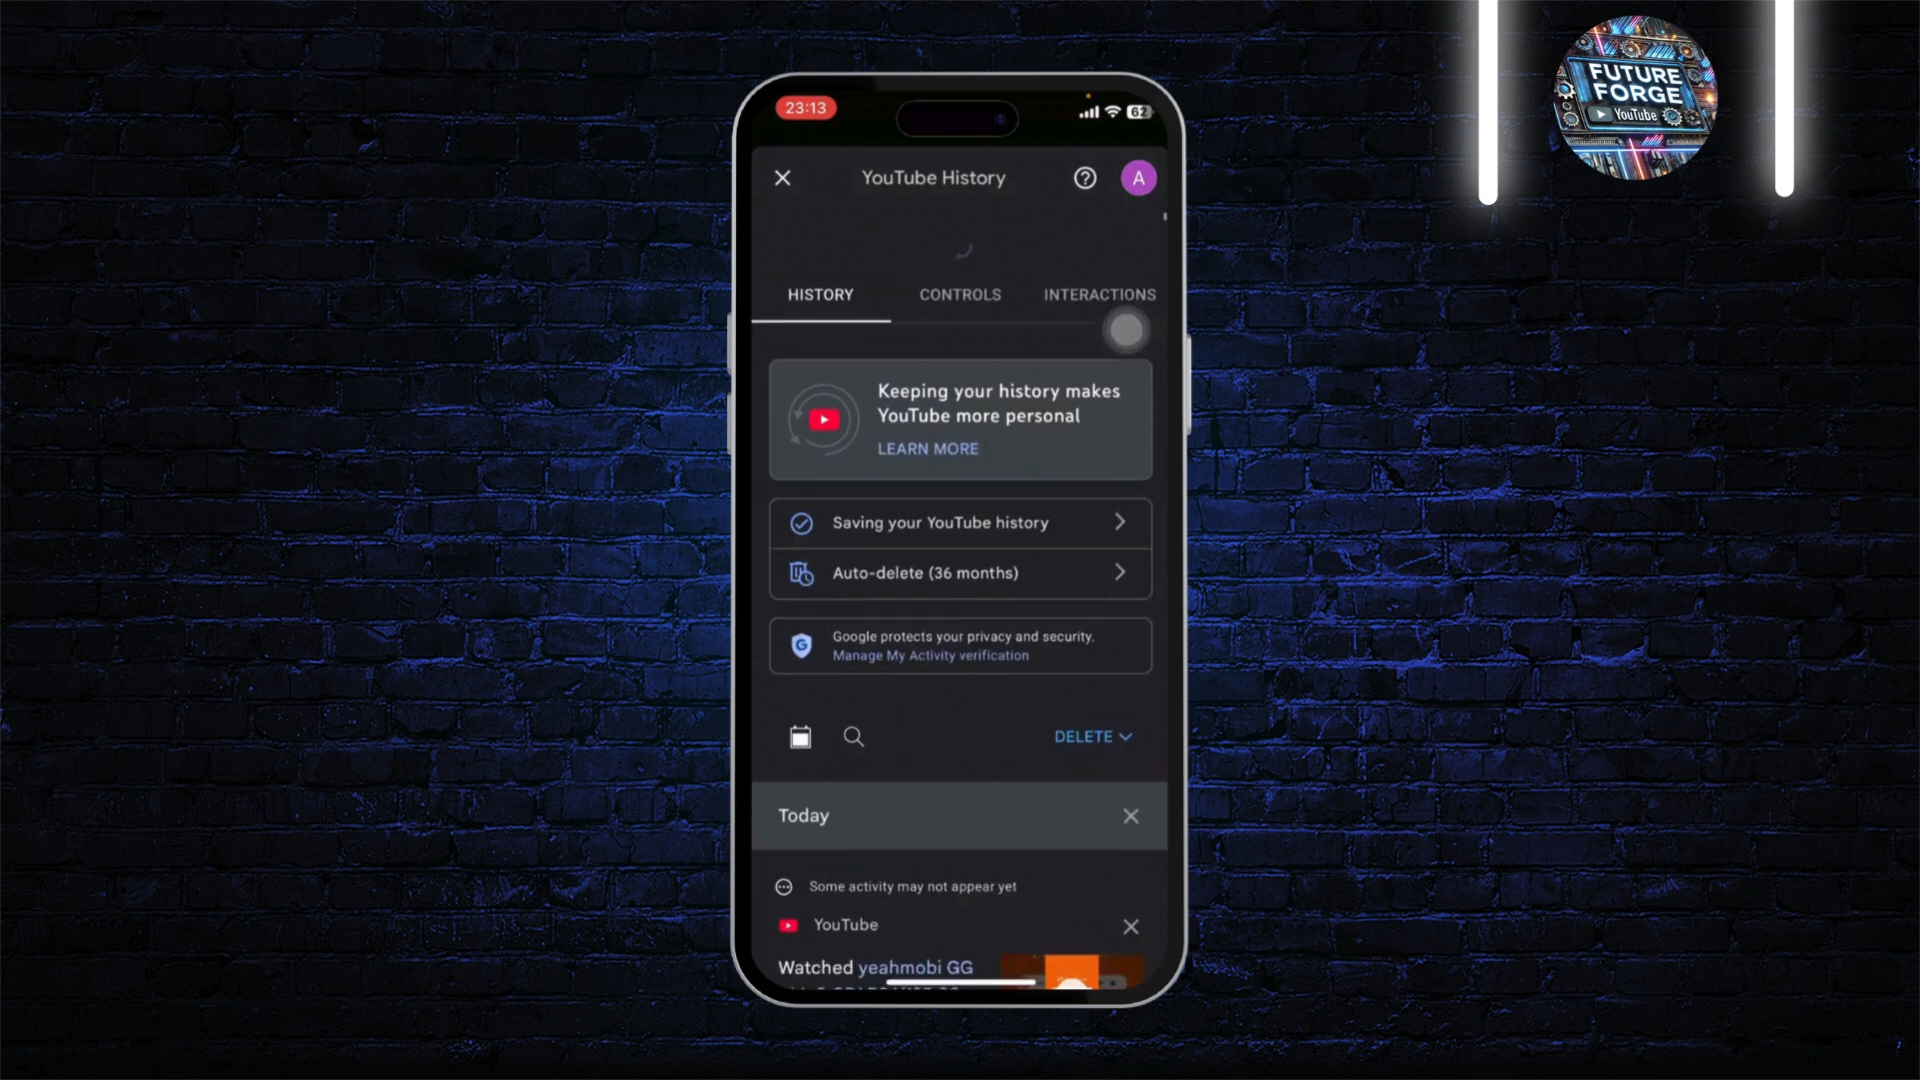 FUTURE
FORGE
YouTube
23:13
62
YouTube History
A
HISTORY
CONTROLS
INTERACTIONS
Keeping your history makes
YouTube more personal
LEARN MORE
Saving your YouTube history
Auto-delete (36 months)
G
Google protects your privacy and security.
Manage My Activity verification
DELETE
Today
Some activity may not appear yet
YouTube
Watched yeahmobi GG